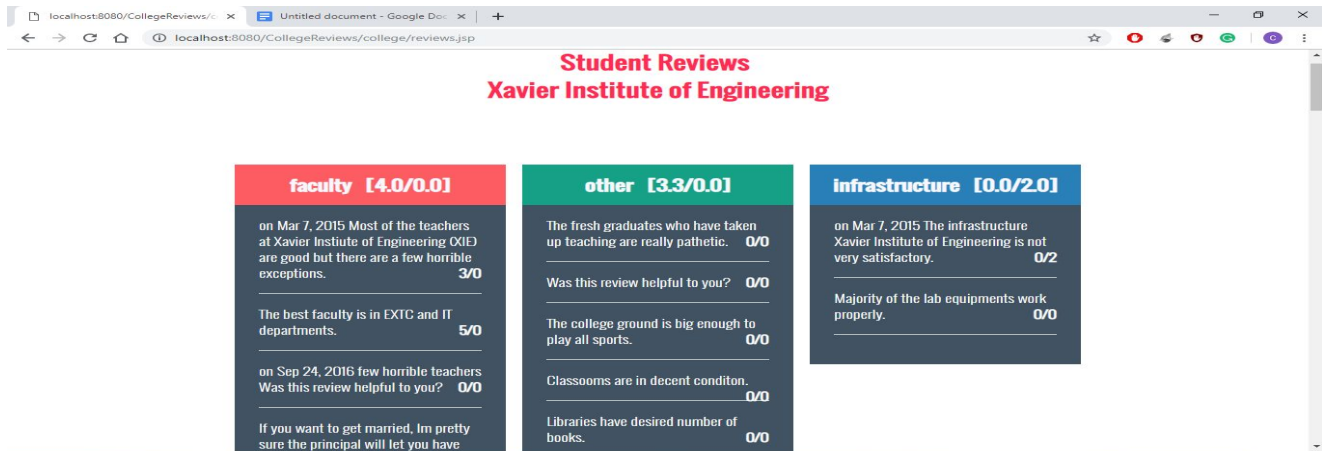 localhost:8080/CollegeReviews/c
Untitled document - Google Doc
localhost:8080/CollegeReviews/college/reviews.jsp
C
Student Reviews
Xavier Institute of Engineering
faculty [4.0/0.0]
on Mar 7, 2015 Most of the teachers
at Xavier Instiute of Engineering (XIE)
are good but there are a few horrible
exceptions. 3/0
The best faculty is in EXTC and IT
departments. 5/0
on Sep 24, 2016 few horrible teachers
Was this review helpful to you? 0/0
If you want to get married, Im pretty
sure the principal will let you have
other [3.3/0.0]
The fresh graduates who have taken
up teaching are really pathetic. 0/0
Was this review helpful to you? 0/0
The college ground is big enough to
play all sports. 0/0
Classooms are in decent conditon.
0/0
Libraries have desired number of
books. 0/0
infrastructure [0.0/2.0]
on Mar 7, 2015 The infrastructure
Xavier Institute of Engineering is not
very satisfactory. 0/2
Majority of the lab equipments work
properly. 0/0